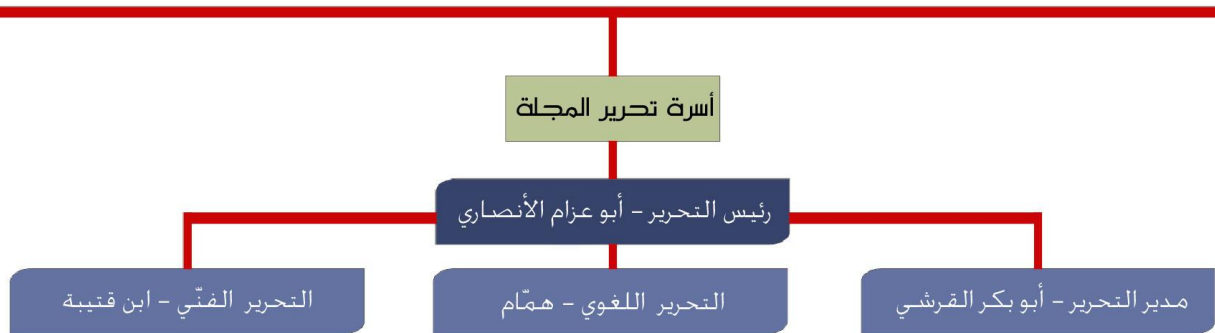 أسرة تحرير المجلة
رئيس التحرير - أبو عزام الأنصاري
مدير التحرير - أبو بكر القرشي
التحرير اللغوي - همّام
التحرير الفنّي - ابن قتيبة